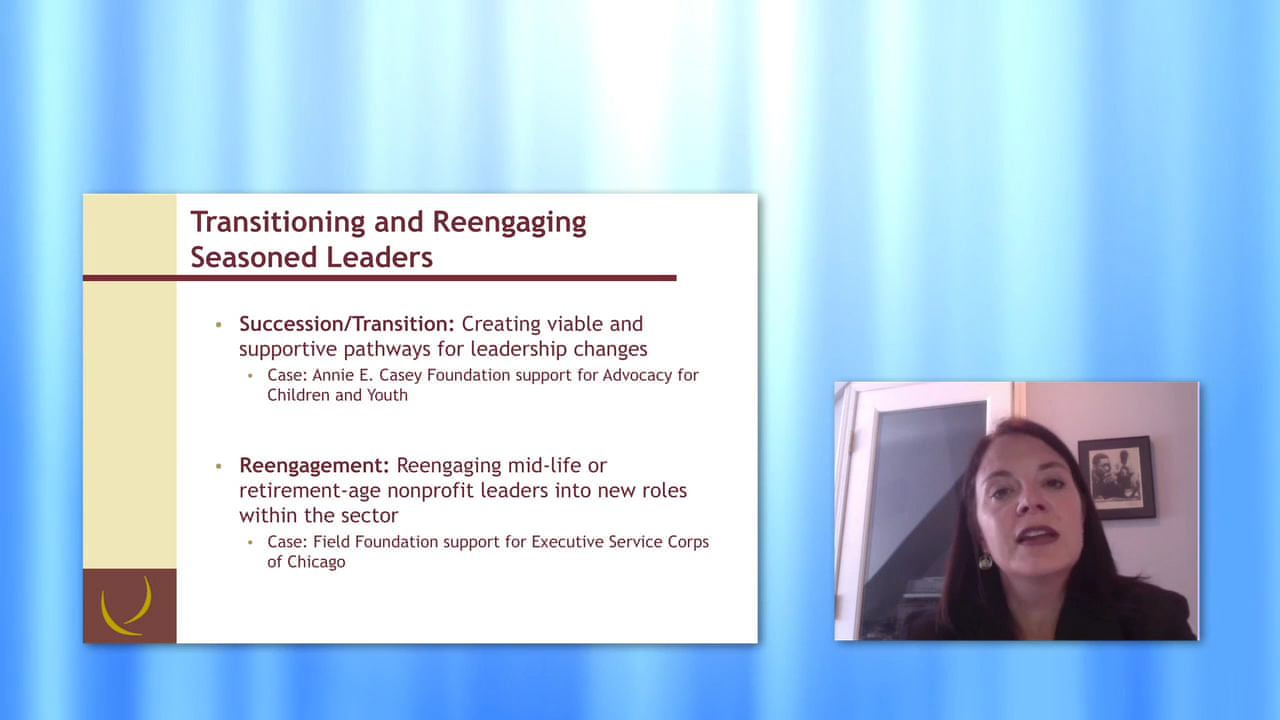 Transitioning and Reengaging
Seasoned Leaders
• Succession/Transition: Creating viable and
supportive pathways for leadership changes
• Case: Annie E. Casey Foundation support for Advocacy for
Children and Youth
• Reengagement: Reengaging mid-life or
retirement-age nonprofit leaders into new roles
within the sector
• Case: Field Foundation support for Executive Service Corps
of Chicago